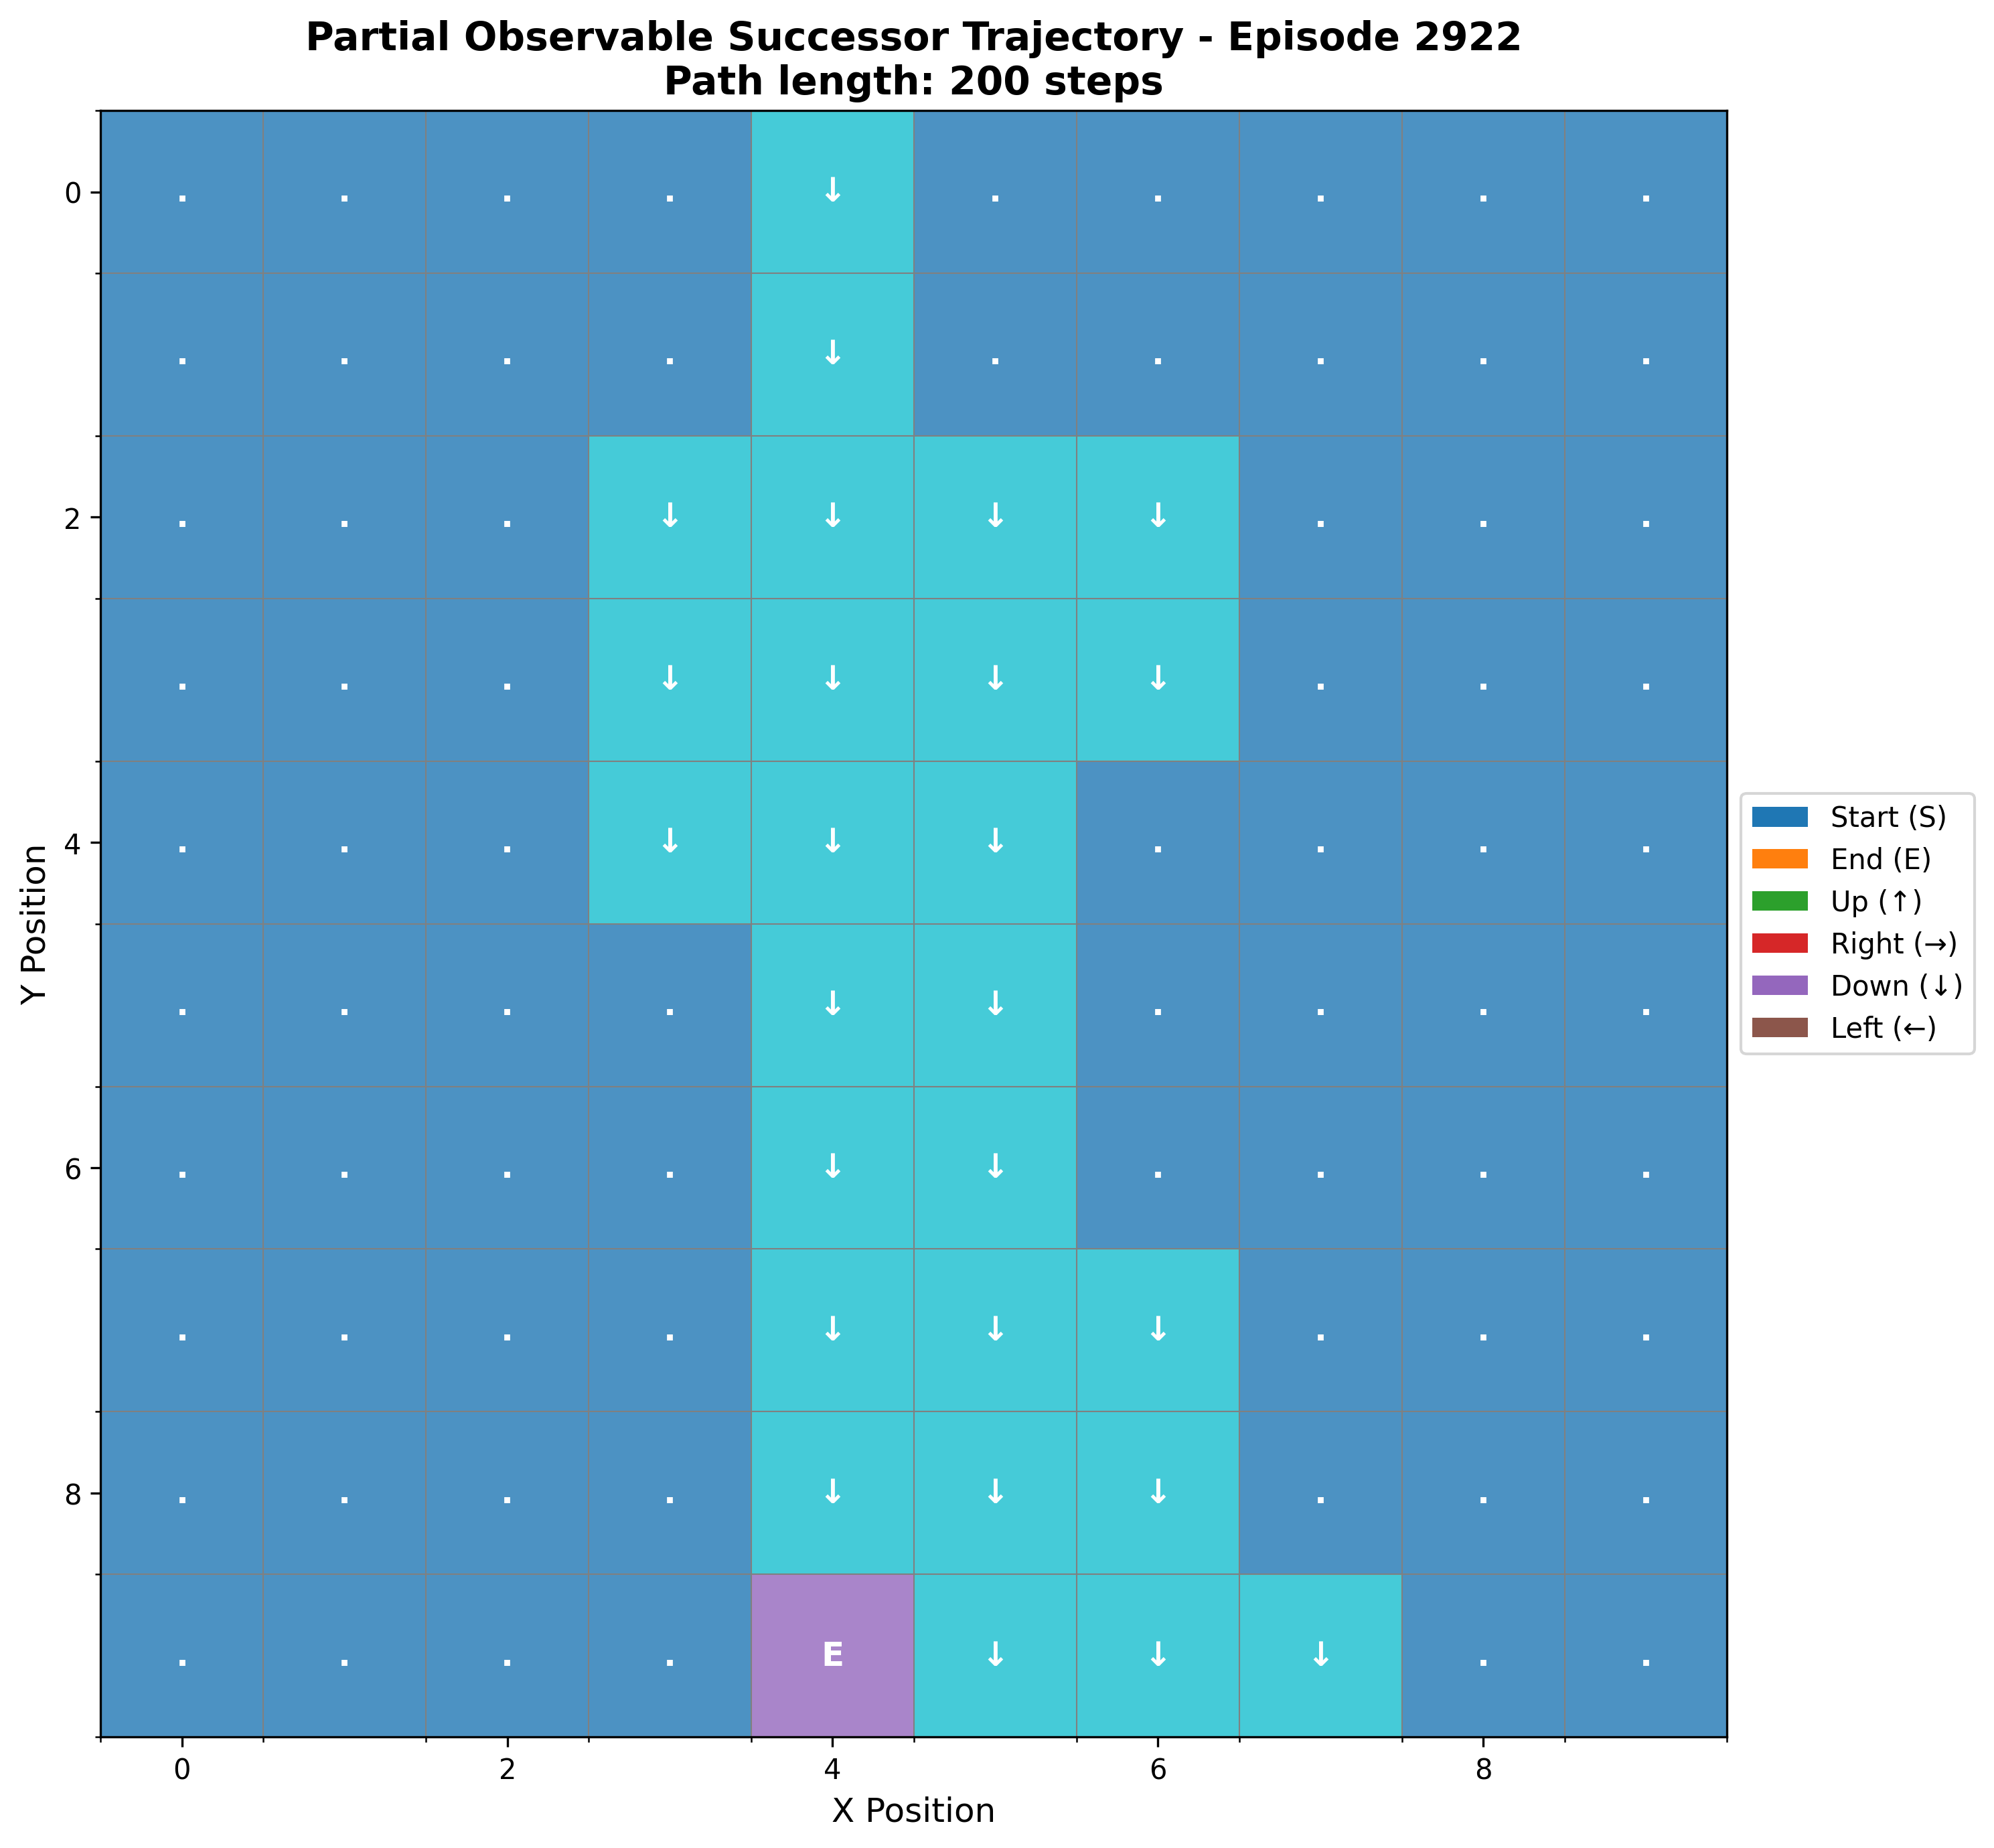 Partial Observable Successor Trajectory - Episode 2922
Path length: 200 steps
0 . . . . ↓ . . . . .
. . . . ↓ . . . . .
2 . . . ↓ ↓ ↓ ↓ . . .
. . . ↓ ↓ ↓ ↓ . . .
4 . . . ↓ ↓ ↓ . . . .
. . . . ↓ ↓ . . . .
6 . . . . ↓ ↓ . . . .
. . . . ↓ ↓ ↓ . . .
8 . . . . ↓ ↓ ↓ . . .
. . . . E ↓ ↓ ↓ . .
0 2 4 6 8
X Position
Y Position
Start (S)
End (E)
Up (↑)
Right (→)
Down (↓)
Left (←)